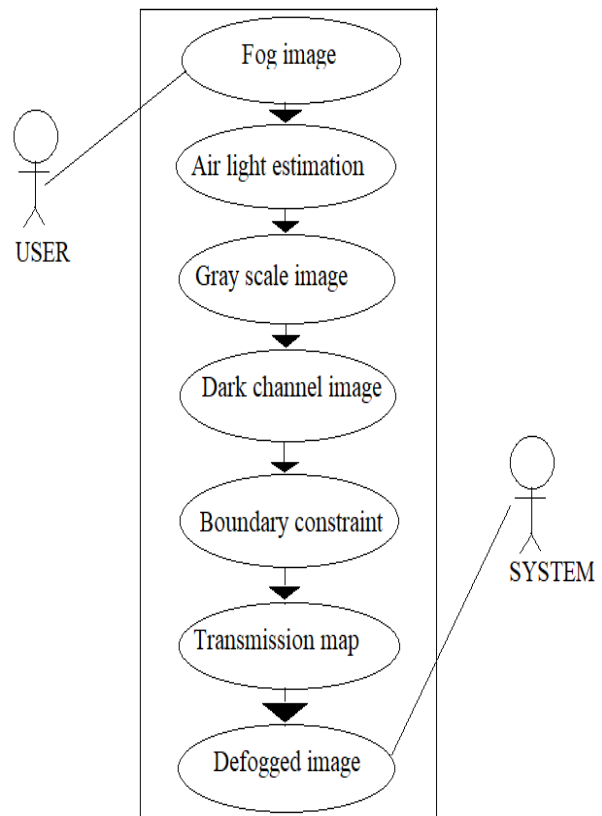 Fog image
Air light estimation
USER
Gray scale image
Dark channel image
Boundary constraint
SYSTEM
Transmission map
Defogged image